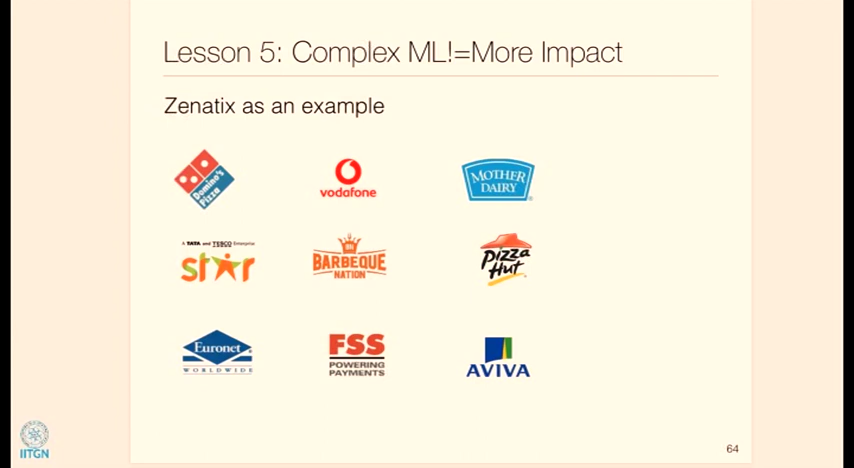 Lesson 5: Complex ML!=More Impact
Zenatix as an example
Domino's
Pizza
vodafone
MOTHER
DAIRY
A TATA and TESCO Enterprise
star
BARBEQUE
NATION
Pizza
Hut
Euronet
WORLDWIDE
FSS
POWERING
PAYMENTS
AVIVA
64
IITGN